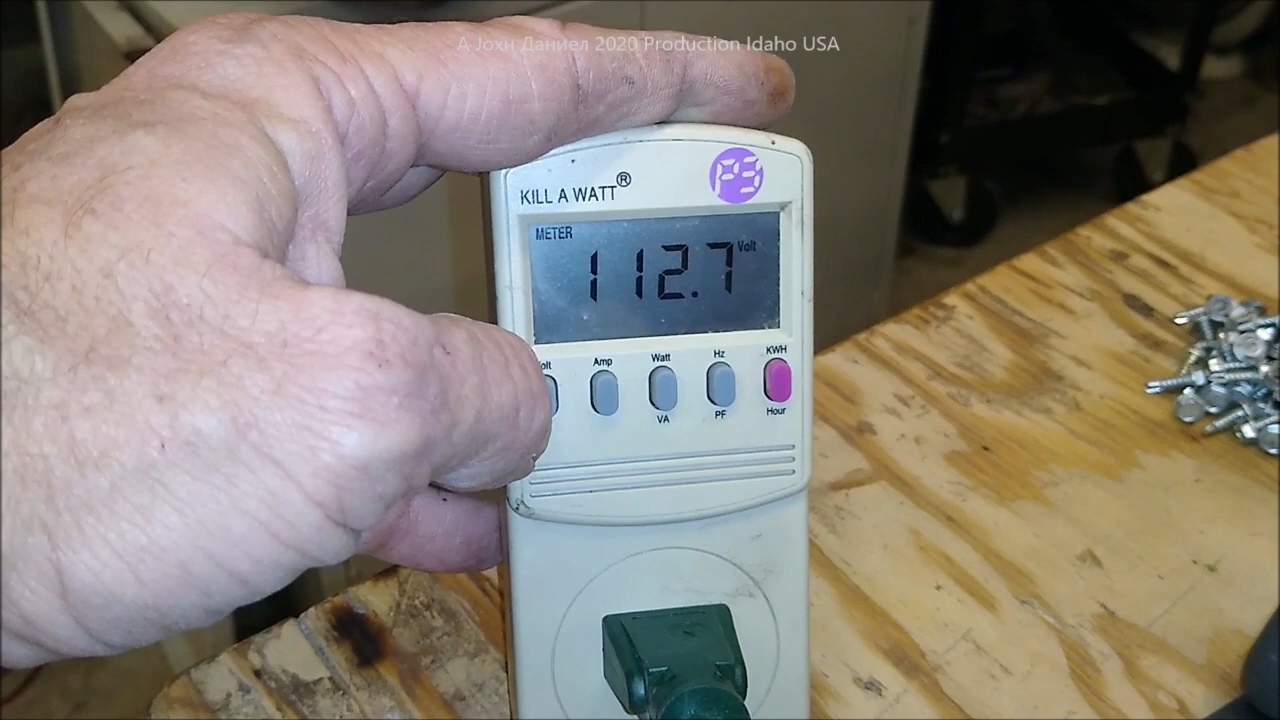 А Јохн Даниел 2020 Production Idaho USA
KILL A WATT®
P3
METER
112.7 Volt
Amp Watt Hz KWH
VA PF Hour